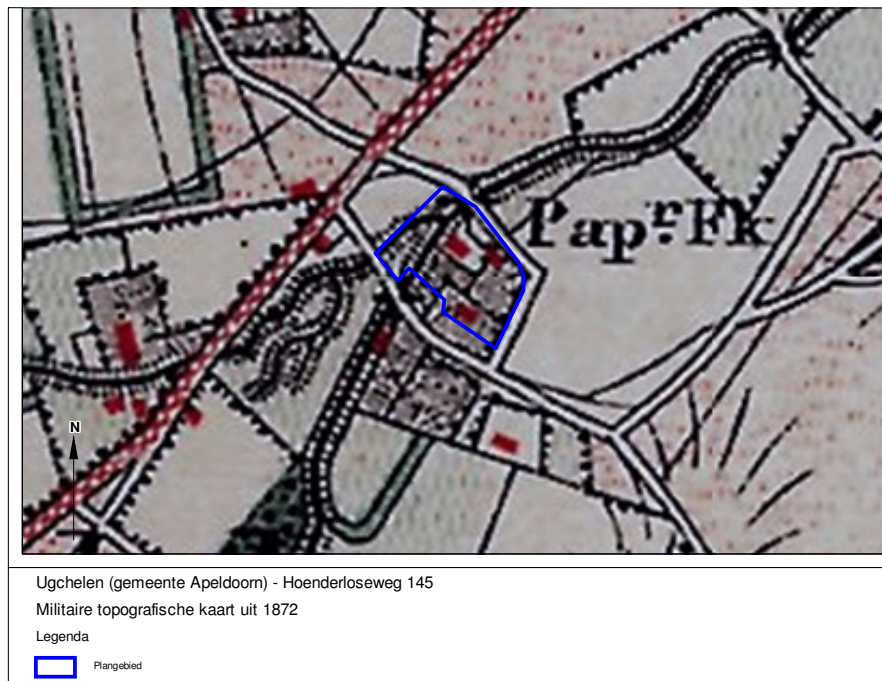 Pap.r Fk
N
Ugchelen (gemeente Apeldoorn) - Hoenderloseweg 145
Militaire topografische kaart uit 1872
Legenda
Plangebied